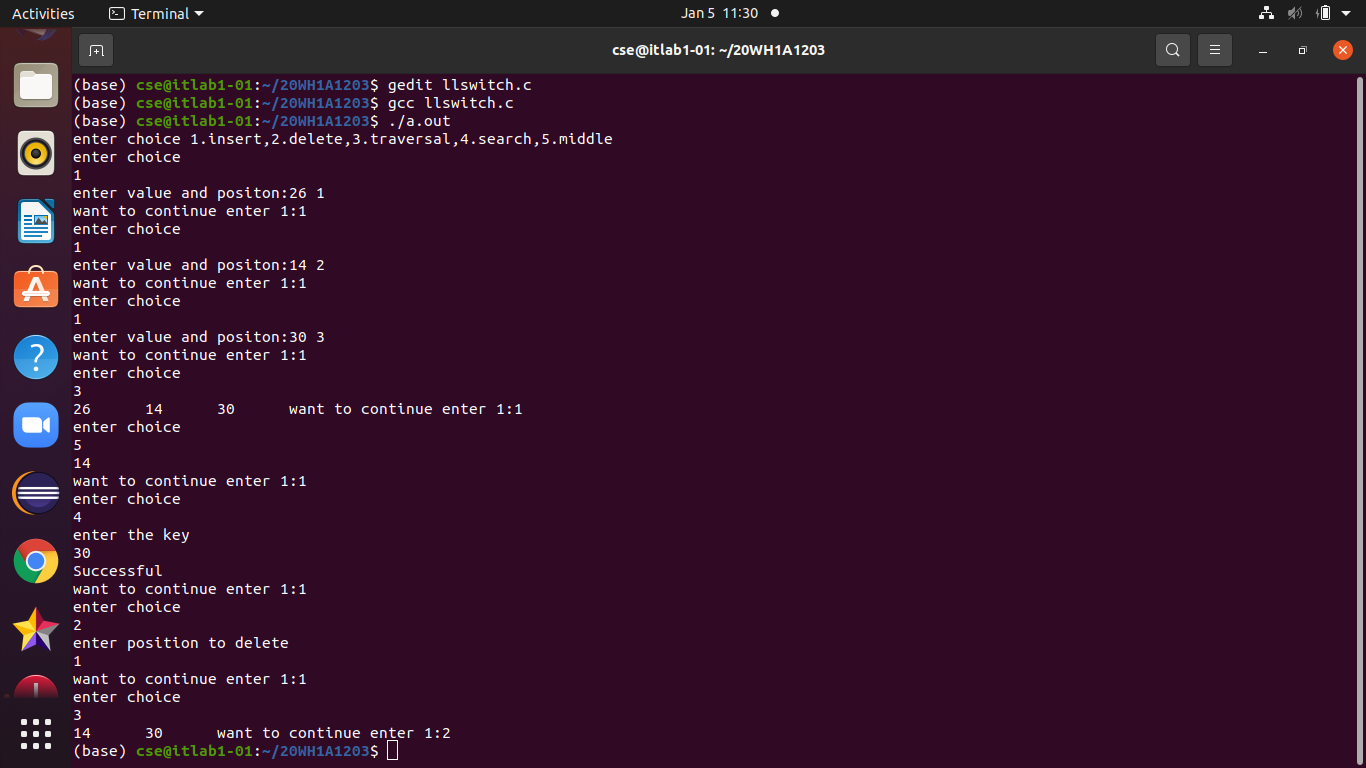 Activities Terminal Jan 5 11:30
cse@itlab1-01: ~/20WH1A1203
(base) cse@itlab1-01:~/20WH1A1203$ gedit llswitch.c
(base) cse@itlab1-01:~/20WH1A1203$ gcc llswitch.c
(base) cse@itlab1-01:~/20WH1A1203$ ./a.out
enter choice 1.insert,2.delete,3.traversal,4.search,5.middle
enter choice
1
enter value and positon:26 1
want to continue enter 1:1
enter choice
1
enter value and positon:14 2
want to continue enter 1:1
enter choice
1
enter value and positon:30 3
want to continue enter 1:1
enter choice
3
26      14      30      want to continue enter 1:1
enter choice
5
14
want to continue enter 1:1
enter choice
4
enter the key
30
Successful
want to continue enter 1:1
enter choice
2
enter position to delete
1
want to continue enter 1:1
enter choice
3
14      30      want to continue enter 1:2
(base) cse@itlab1-01:~/20WH1A1203$